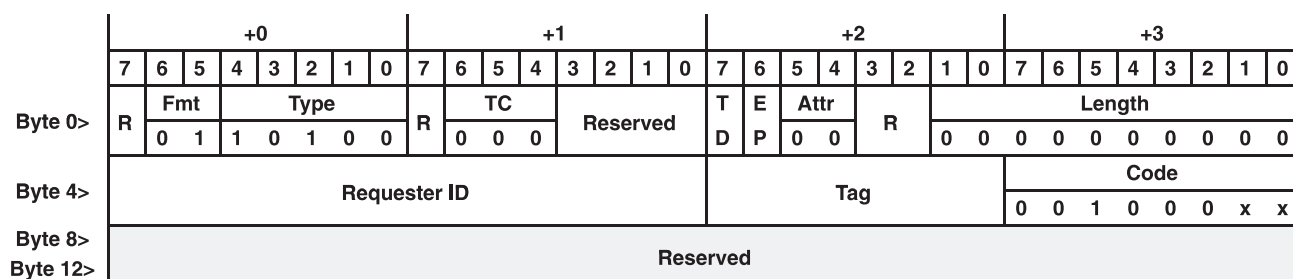 +0 +1 +2 +3
7 6 5 4 3 2 1 0 7 6 5 4 3 2 1 0 7 6 5 4 3 2 1 0 7 6 5 4 3 2 1 0
Byte 0> R Fmt Type R TC Reserved T D E P Attr R Length
0 1 1 0 1 0 0 0 0 0 0 0 0 0 0 0 0 0 0 0 0 0
Byte 4> Requester ID Tag Code
0 0 1 0 0 0 x x
Byte 8> Reserved
Byte 12>